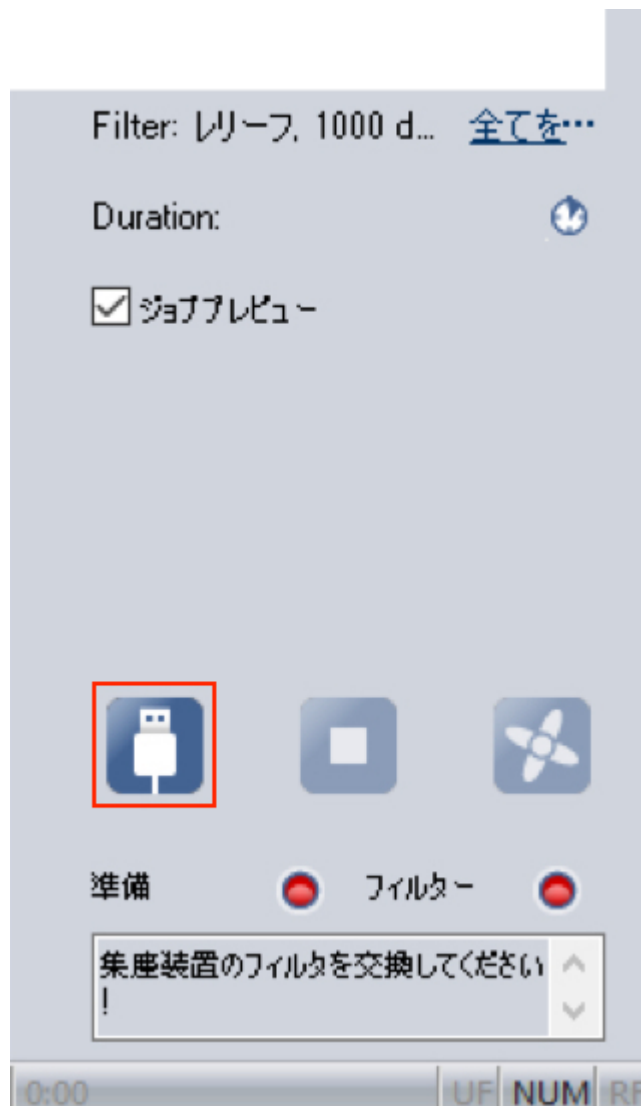 Filter: レリーフ, 1000 d... 全てを...
Duration:
ジョブプレビュー
準備 フィルター
集塵装置のフィルタを交換してください
!
0:00 UF NUM RF